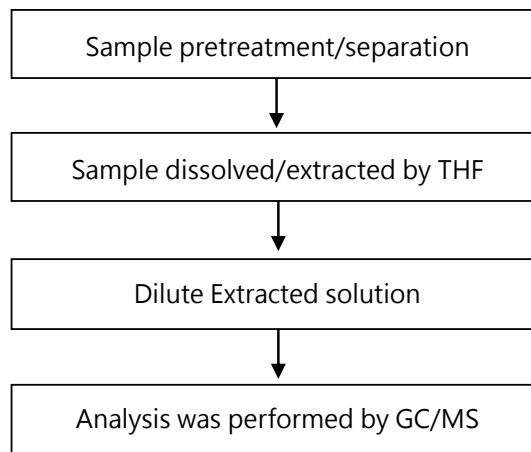 Sample pretreatment/separation
Sample dissolved/extracted by THF
Dilute Extracted solution
Analysis was performed by GC/MS